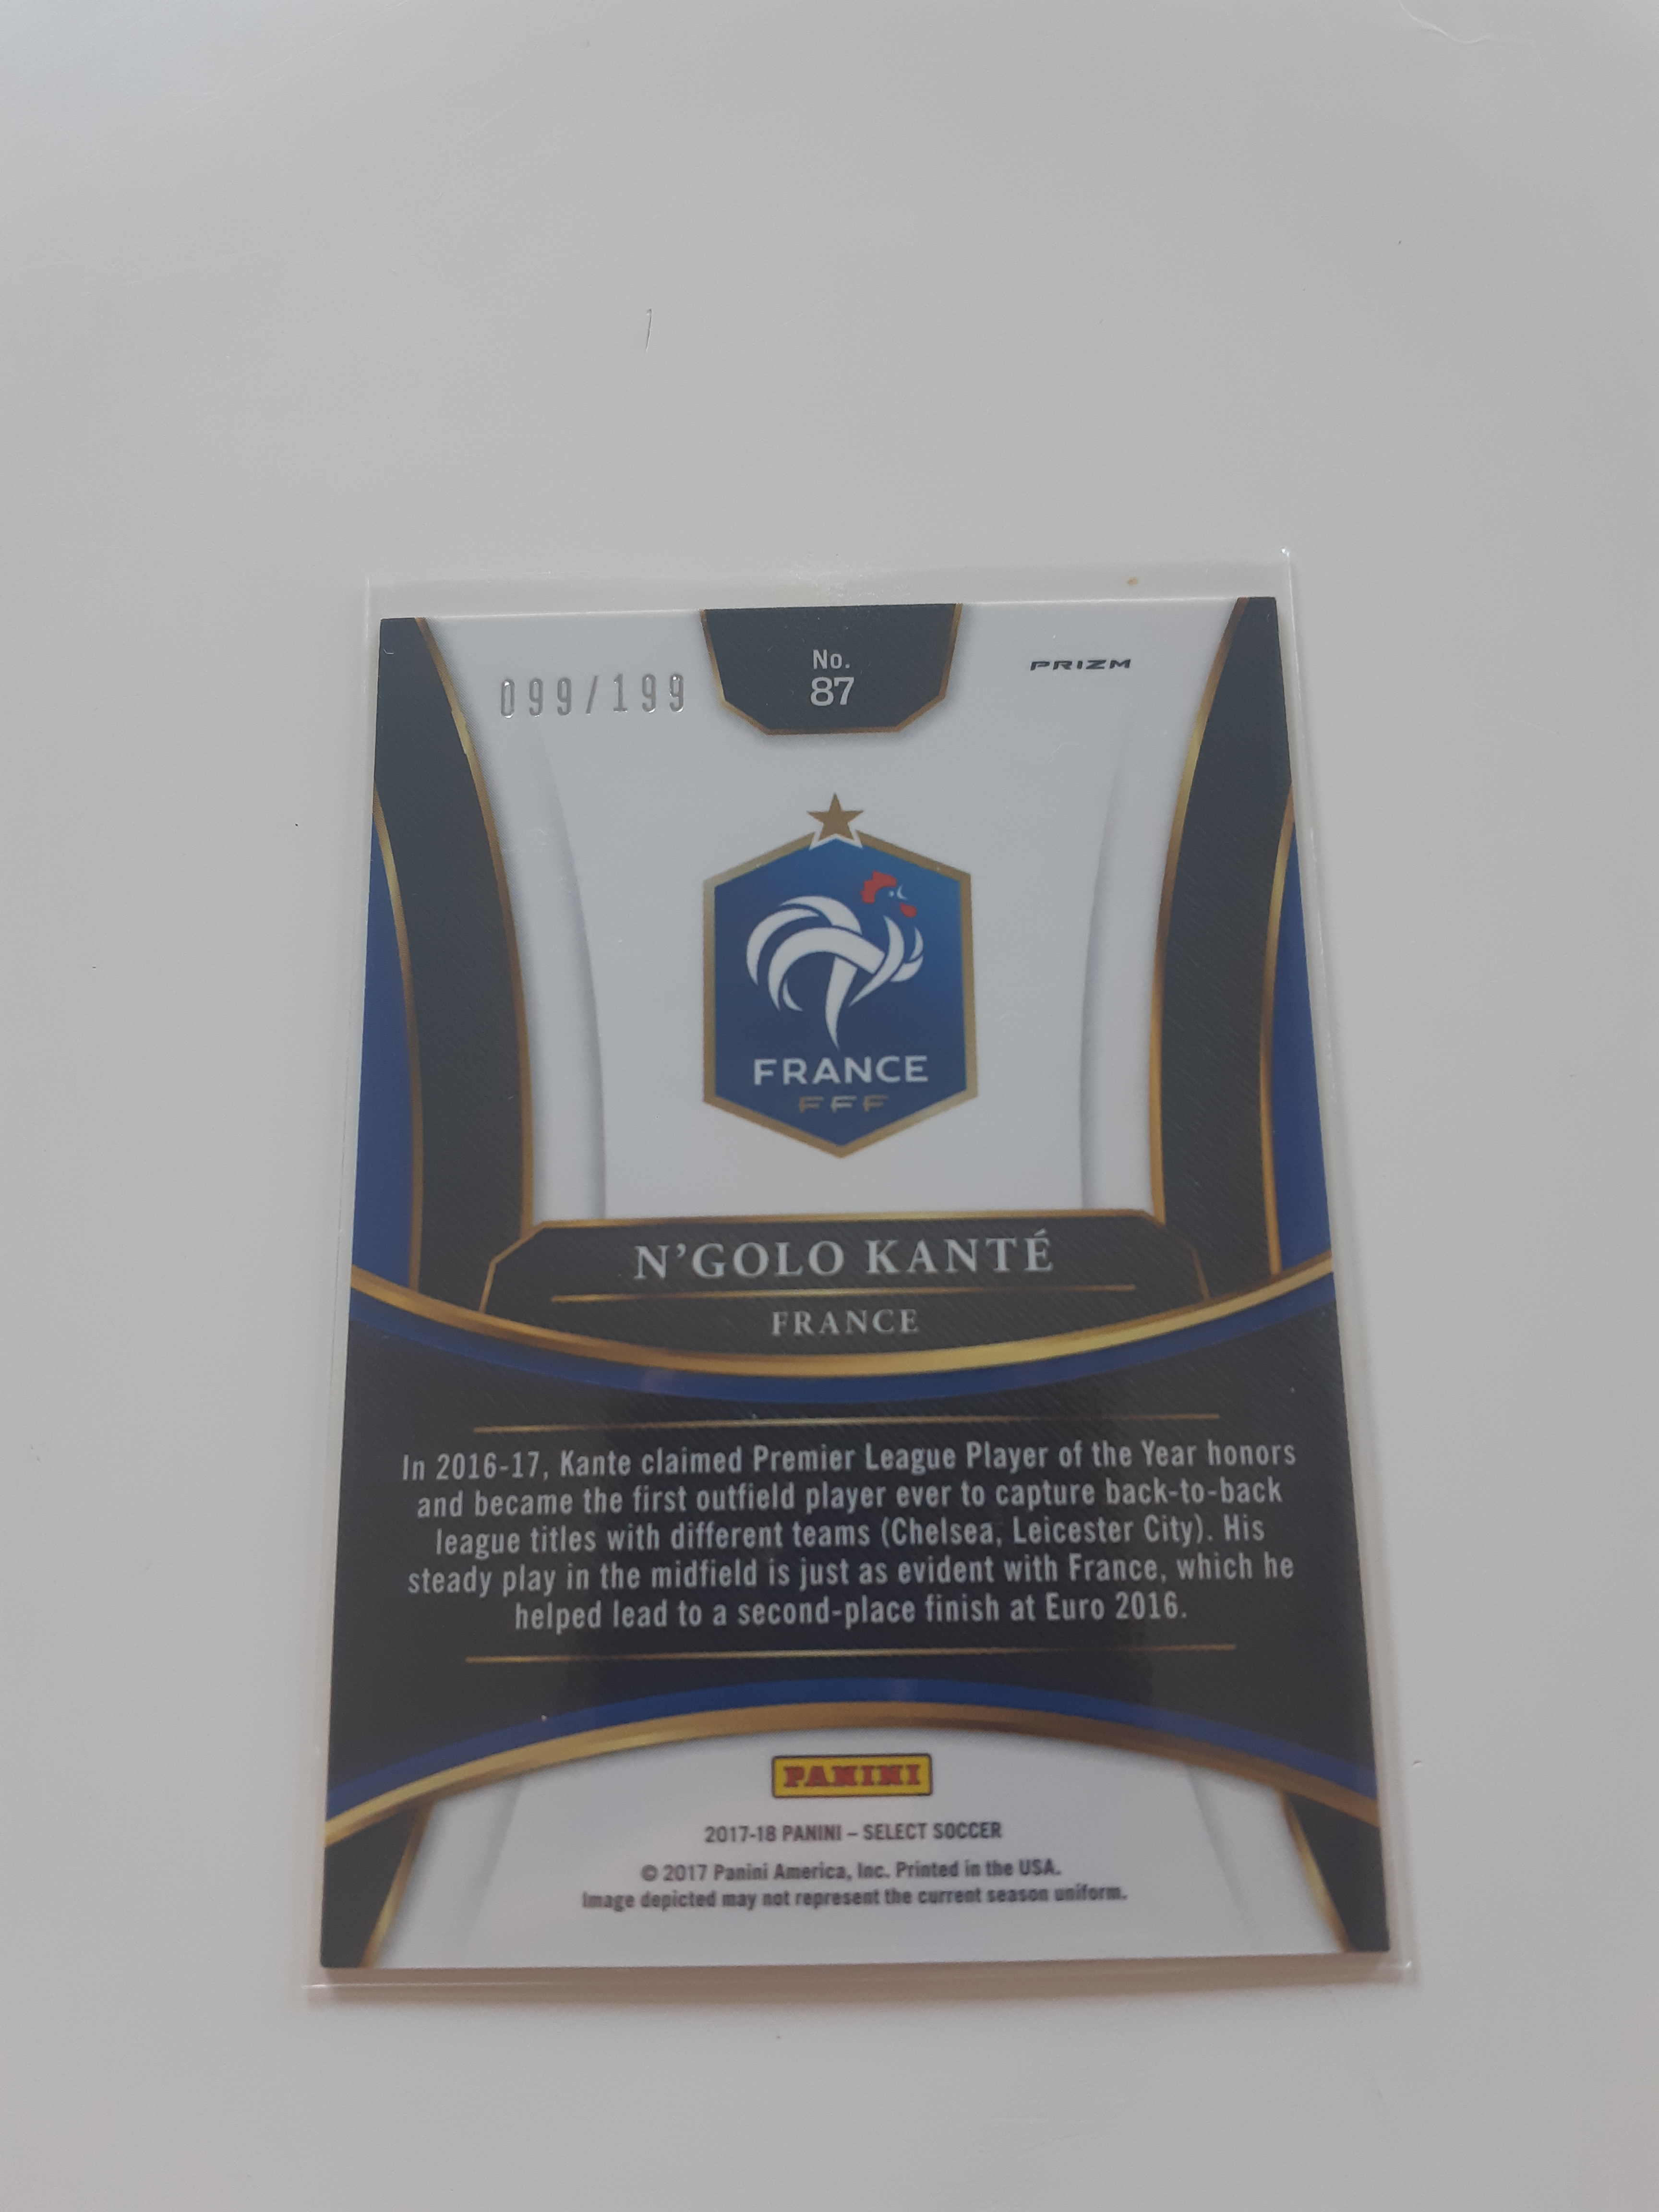 No.
87
099/199
PRIZM
FRANCE
FFF
N'GOLO KANTÉ
FRANCE
In 2016-17, Kante claimed Premier League Player of the Year honors
and became the first outfield player ever to capture back-to-back
league titles with different teams (Chelsea, Leicester City). His
steady play in the midfield is just as evident with France, which he
helped lead to a second-place finish at Euro 2016.
PANINI
2017-18 PANINI – SELECT SOCCER
© 2017 Panini America, Inc. Printed in the USA.
Image depicted may not represent the current season uniform.